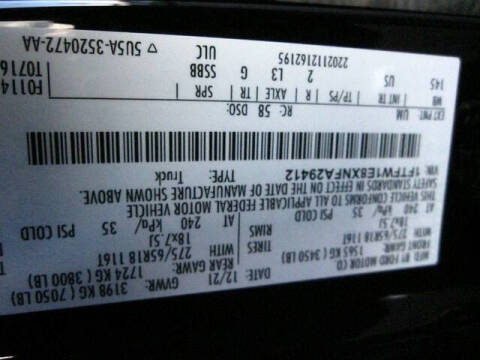 MFD. BY FORD MOTOR CO.
DATE: 12/21 GVWR: 3198 KG (7050 LB)
FRONT GAWR: 1565 KG (3450 LB) REAR GAWR: 1724 KG (3800 LB)
275/65R18 116T TIRES WITH 275/65R18 116T
18x7.5J RIMS 18x7.5J
240 kPa/ 35 PSI COLD AT 240 kPa/ 35 PSI COLD
THIS VEHICLE CONFORMS TO ALL APPLICABLE FEDERAL MOTOR VEHICLE
SAFETY STANDARDS IN EFFECT ON THE DATE OF MANUFACTURE SHOWN ABOVE.
VIN: 1FTFW1E8XNFA29412 TYPE: Truck
EXT PNT: UM RC: 58 DSO: F0114
WB INT TR TP/PS R AXLE TR SPR T0716
145 US 2 L3 G SSBB
2202112162195 ULC ▽ 5U5A-3520472-AA